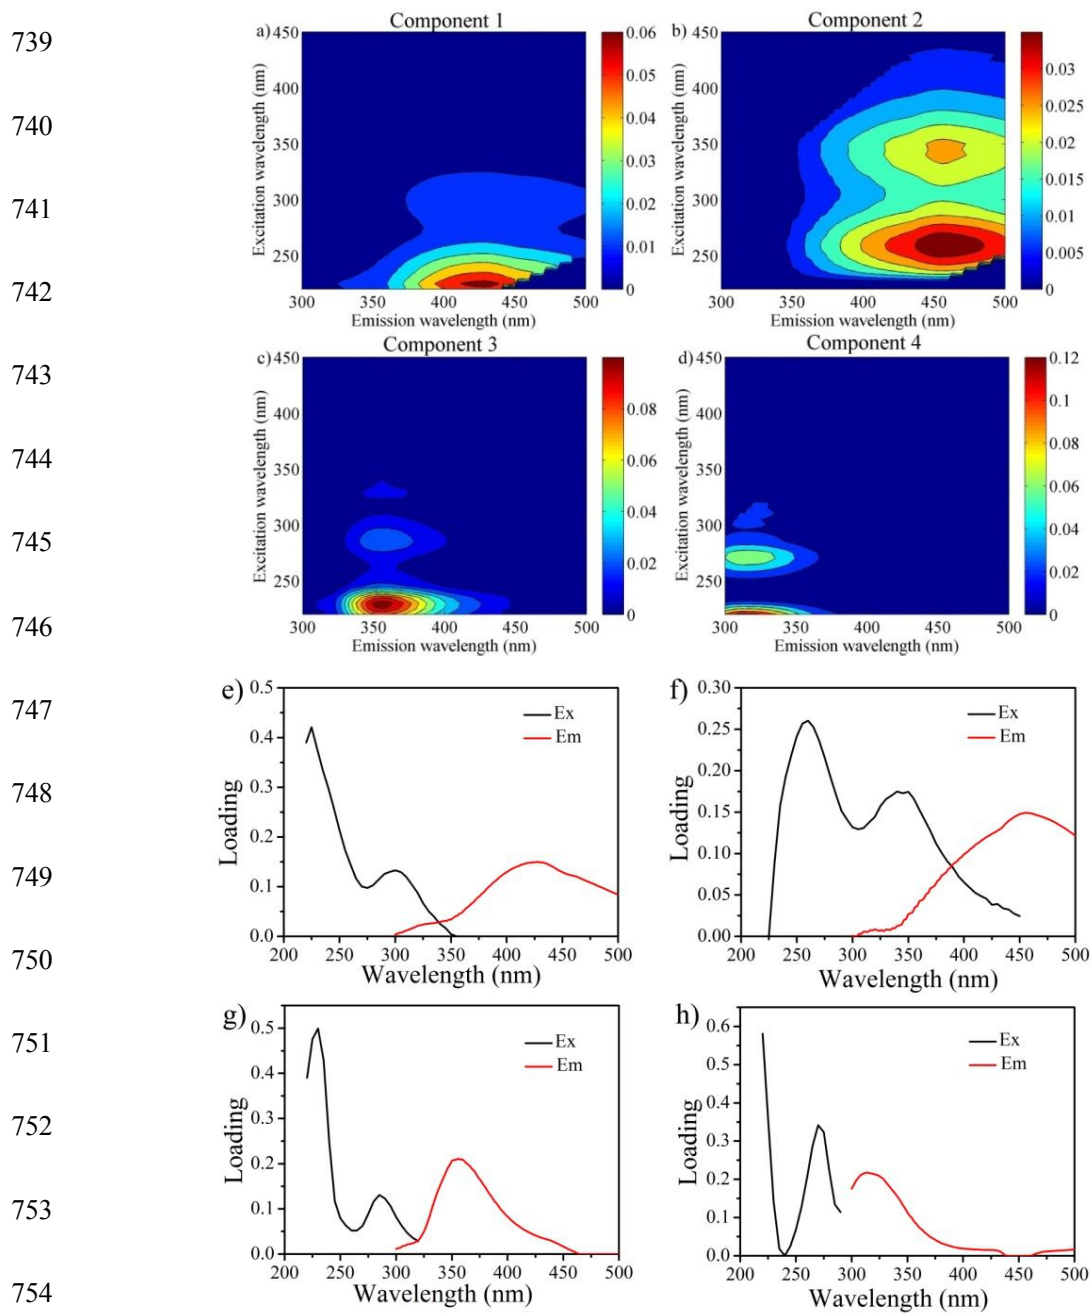 739
740
741
742
743
744
745
746
747
748
749
750
751
752
753
754
Component 1
a) 450
400
350
300
250
Excitation wavelength (nm)
300 350 400 450 500
Emission wavelength (nm)
0.06
0.05
0.04
0.03
0.02
0.01
0
Component 2
b) 450
400
350
300
250
Excitation wavelength (nm)
300 350 400 450 500
Emission wavelength (nm)
0.03
0.025
0.02
0.015
0.01
0.005
0
Component 3
c) 450
400
350
300
250
Excitation wavelength (nm)
300 350 400 450 500
Emission wavelength (nm)
0.08
0.06
0.04
0.02
0
Component 4
d) 450
400
350
300
250
Excitation wavelength (nm)
300 350 400 450 500
Emission wavelength (nm)
0.12
0.1
0.08
0.06
0.04
0.02
0
e)
0.5
0.4
0.3
0.2
0.1
0.0
Loading
Ex
Em
200 250 300 350 400 450 500
Wavelength (nm)
f)
0.30
0.25
0.20
0.15
0.10
0.05
0.00
Loading
Ex
Em
200 250 300 350 400 450 500
Wavelength (nm)
g)
0.5
0.4
0.3
0.2
0.1
0.0
Loading
Ex
Em
200 250 300 350 400 450 500
Wavelength (nm)
h)
0.6
0.5
0.4
0.3
0.2
0.1
0.0
Loading
Ex
Em
200 250 300 350 400 450 500
Wavelength (nm)